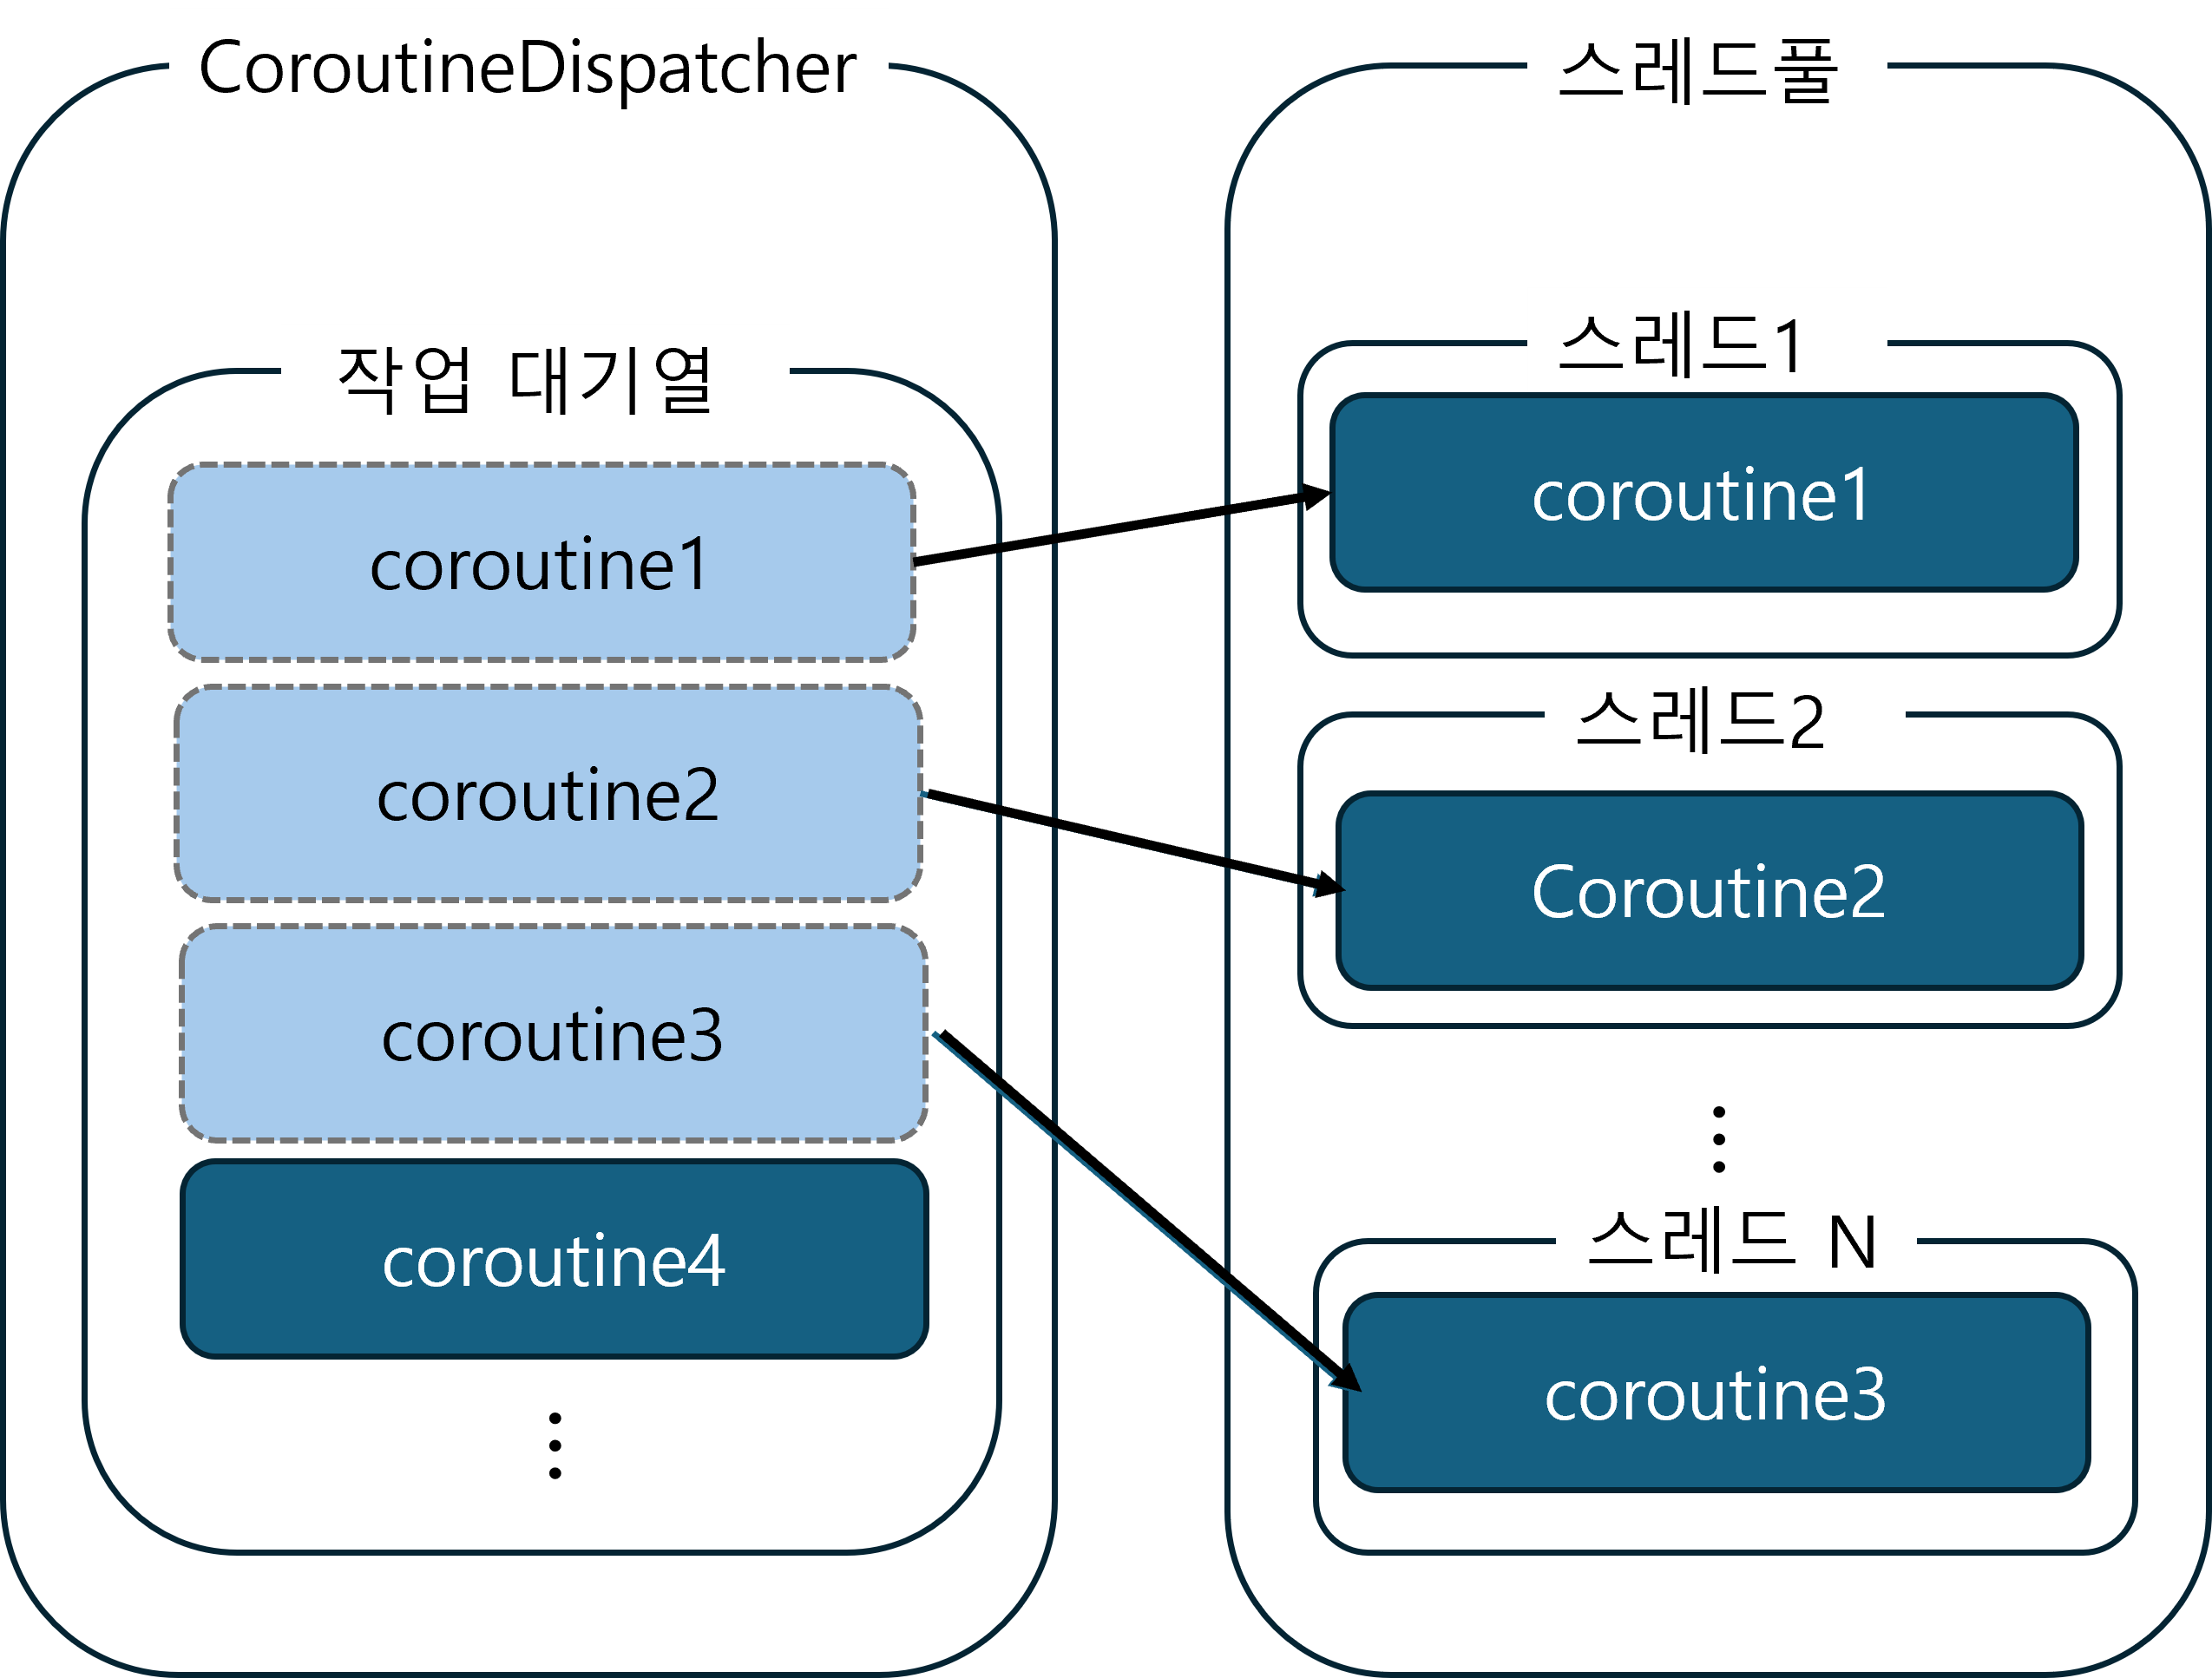 CoroutineDispatcher
작업 대기열
coroutine1
coroutine2
coroutine3
coroutine4
스레드풀
스레드1
coroutine1
스레드2
Coroutine2
스레드 N
coroutine3